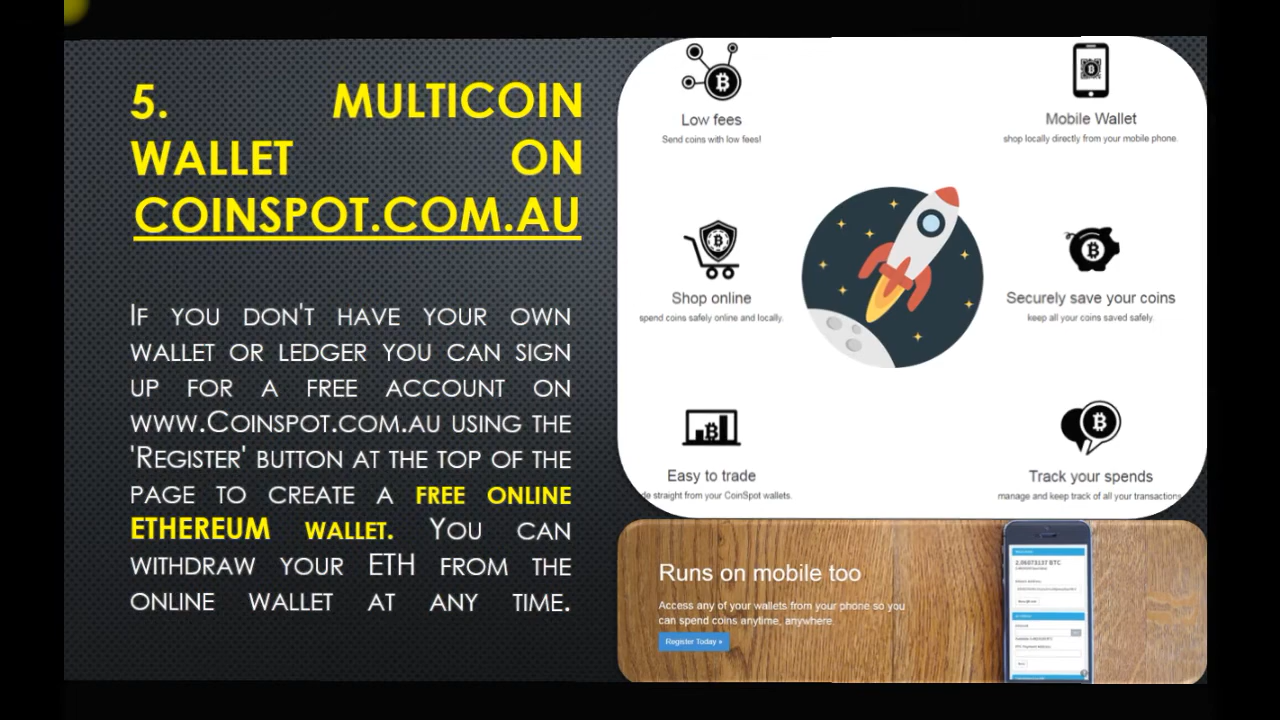 5. MULTICOIN
WALLET ON
COINSPOT.COM.AU
IF YOU DON'T HAVE YOUR OWN
WALLET OR LEDGER YOU CAN SIGN
UP FOR A FREE ACCOUNT ON
WWW.COINSPOT.COM.AU USING THE
'REGISTER' BUTTON AT THE TOP OF THE
PAGE TO CREATE A FREE ONLINE
ETHEREUM WALLET. YOU CAN
WITHDRAW YOUR ETH FROM THE
ONLINE WALLET AT ANY TIME.
Low fees
Send coins with low fees!
Mobile Wallet
shop locally directly from your mobile phone.
Shop online
spend coins safely online and locally.
Securely save your coins
keep all your coins saved safely.
Easy to trade
de straight from your CoinSpot wallets.
Track your spends
manage and keep track of all your transactions
Runs on mobile too
Access any of your wallets from your phone so you
can spend coins anytime, anywhere
Register Today »